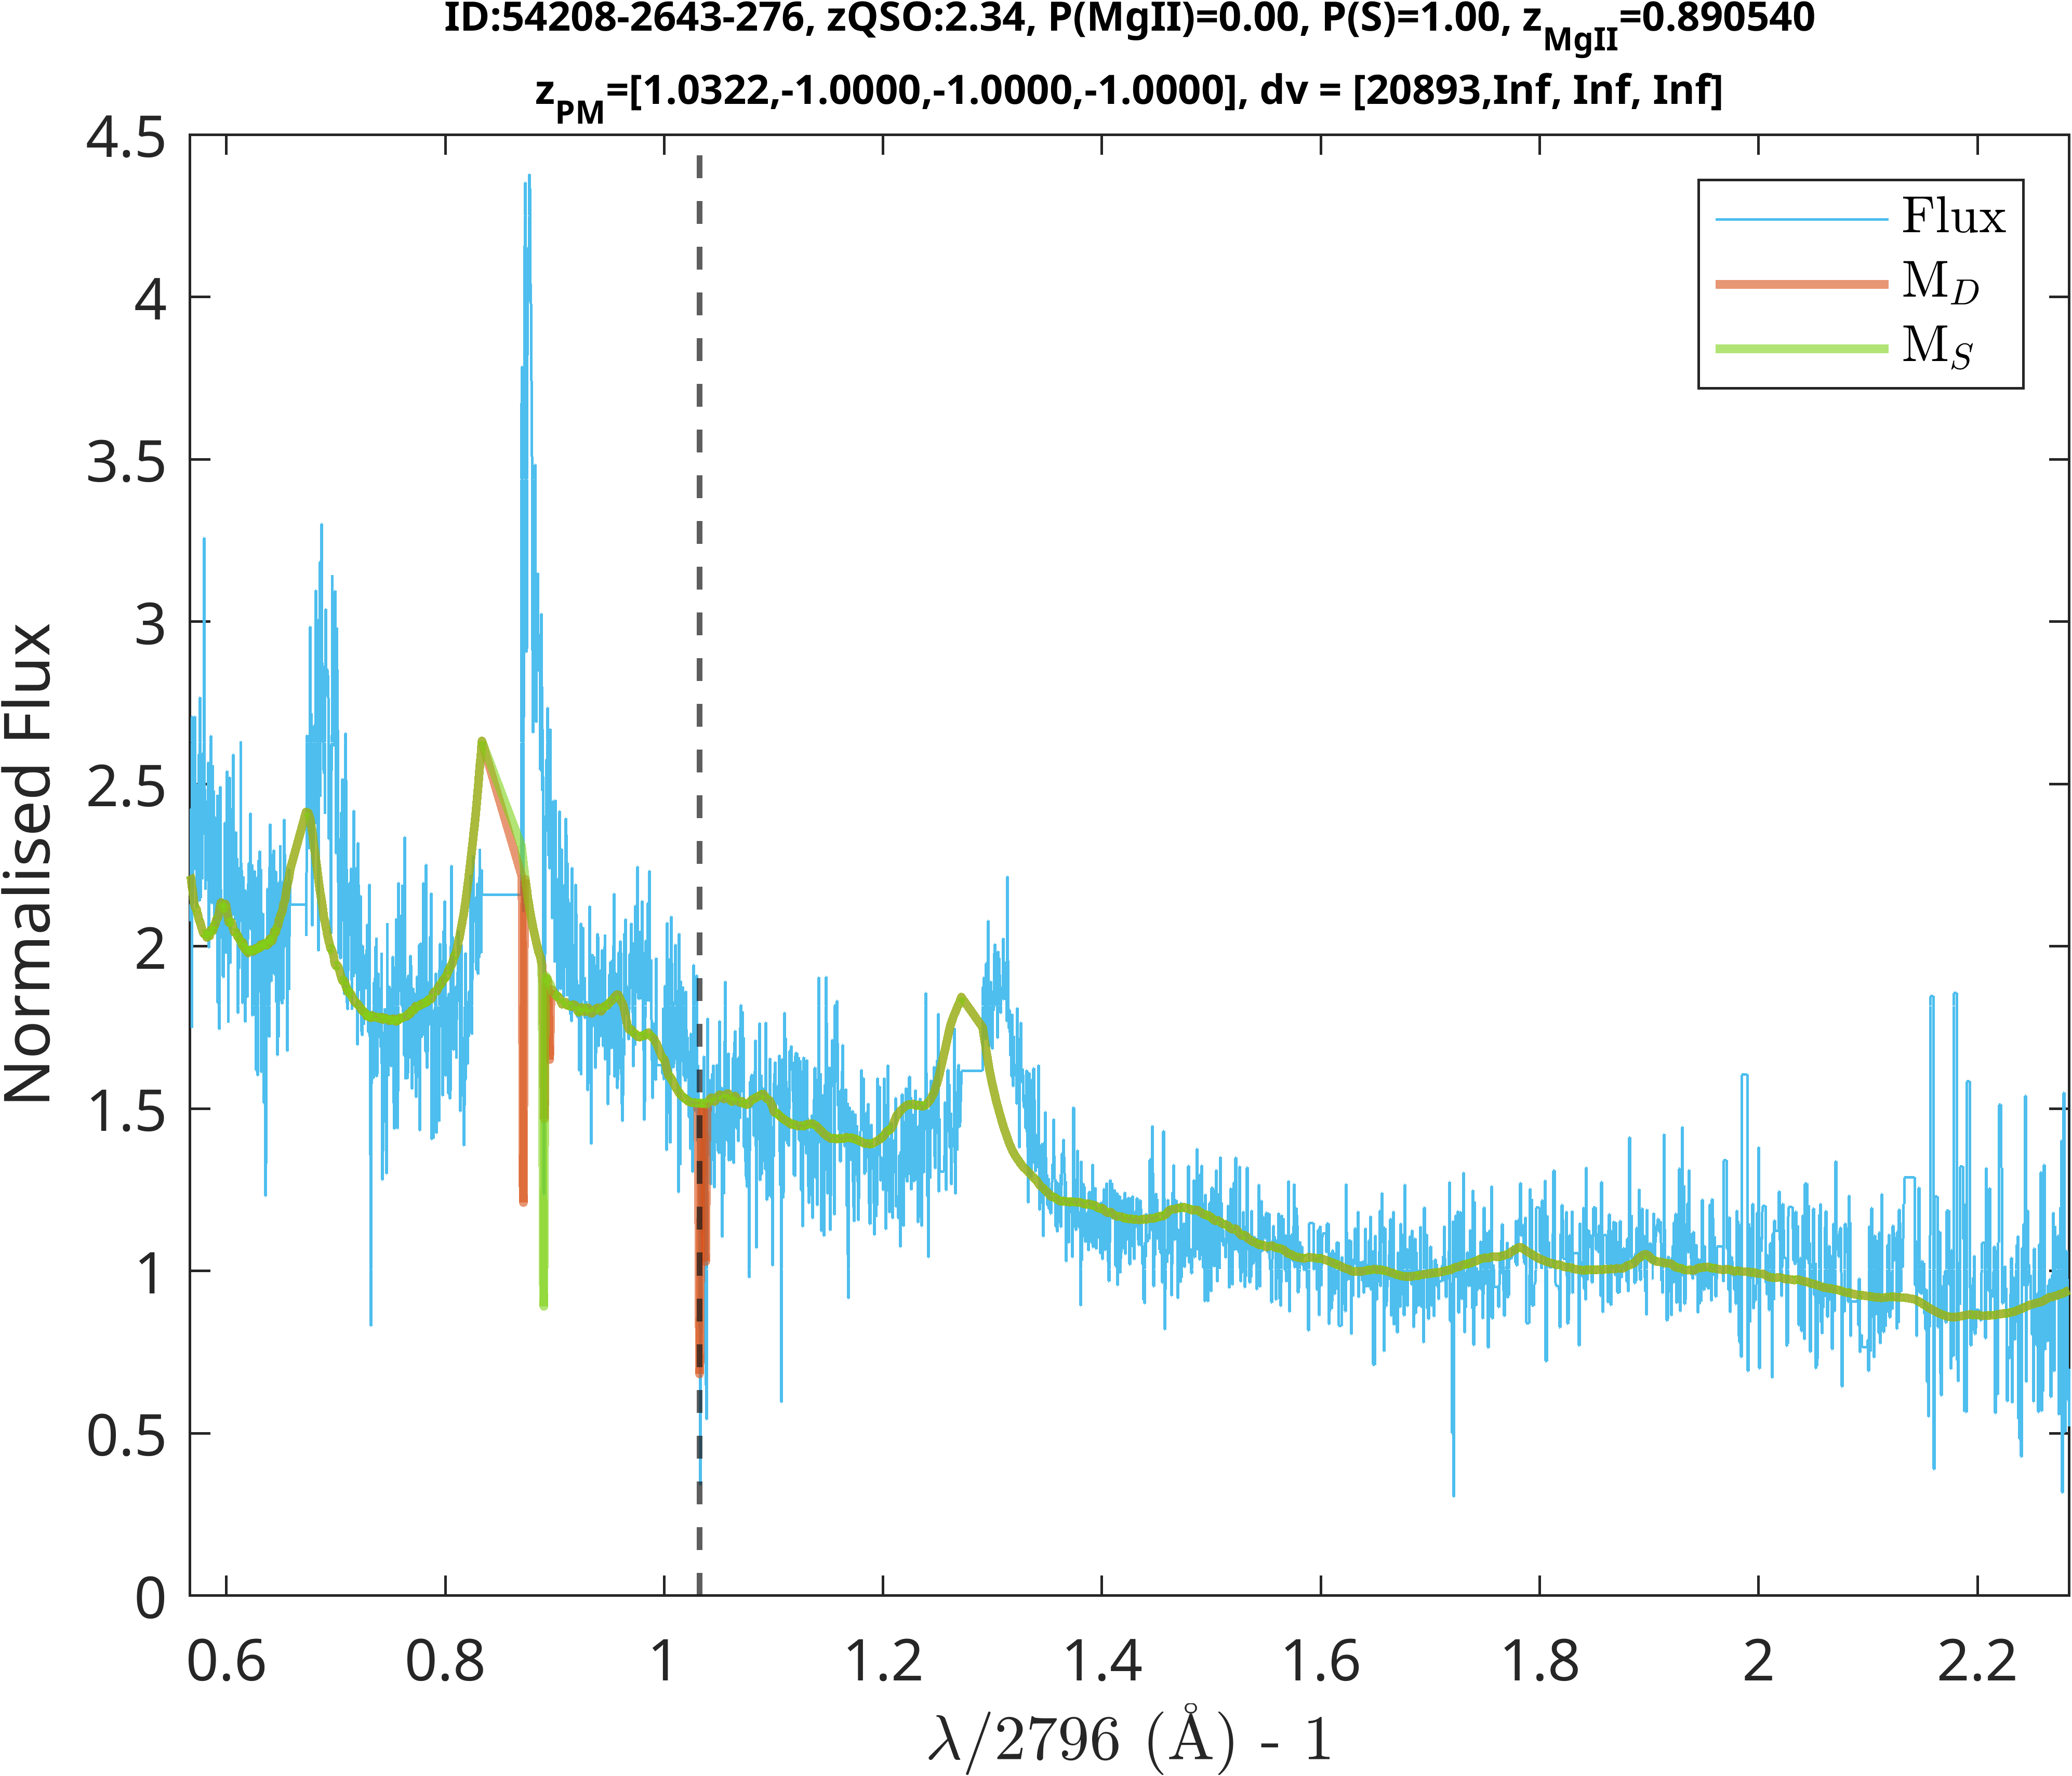 ID:54208-2643-276, zQSO:2.34, P(MgII)=0.00, P(S)=1.00, zMgII=0.890540
zPM=[1.0322,-1.0000,-1.0000,-1.0000], dv = [20893,Inf, Inf, Inf]
4.5
4
3.5
3
2.5
2
1.5
1
0.5
0
Normalised Flux
Flux
MD
MS
0.6
0.8
1
1.2
1.4
1.6
1.8
2
2.2
λ/2796 (Å) - 1